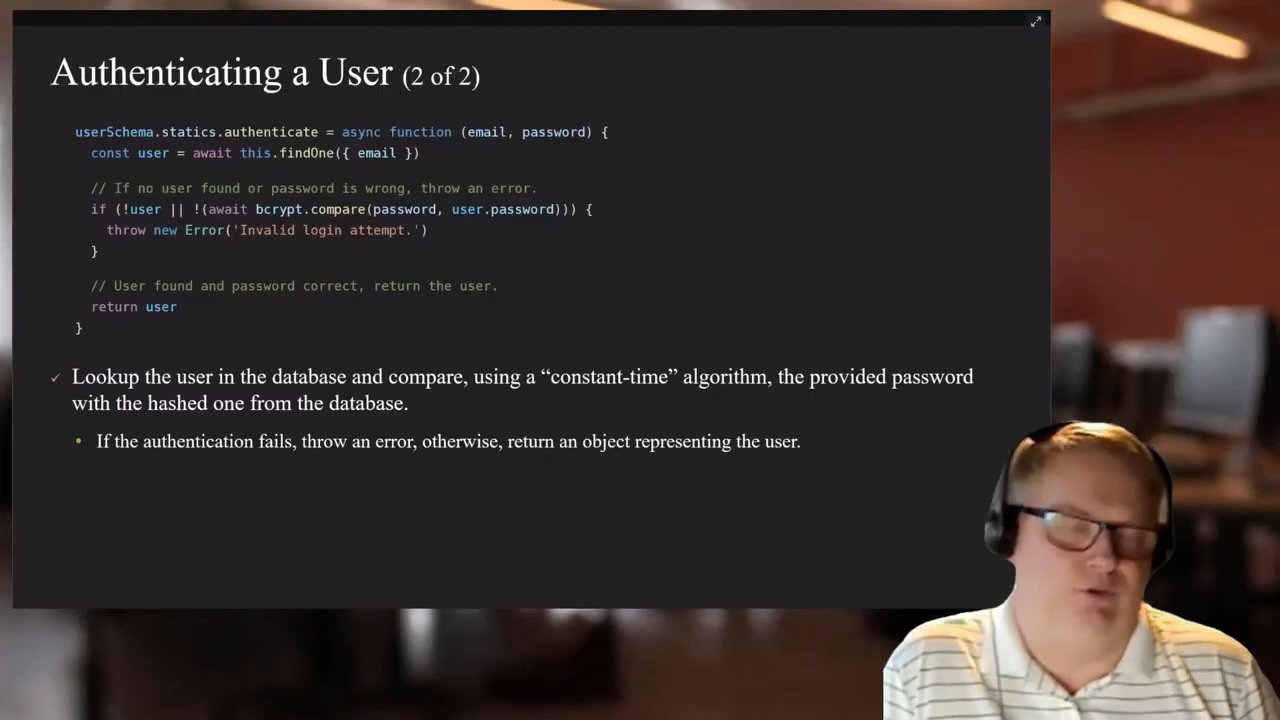 Authenticating a User (2 of 2)
userSchema.statics.authenticate = async function (email, password) {
const user = await this.findOne({ email })
// If no user found or password is wrong, throw an error.
if (!user || !(await bcrypt.compare(password, user.password))) {
throw new Error('Invalid login attempt.')
}
// User found and password correct, return the user.
return user
}
✓ Lookup the user in the database and compare, using a “constant-time” algorithm, the provided password
with the hashed one from the database.
• If the authentication fails, throw an error, otherwise, return an object representing the user.